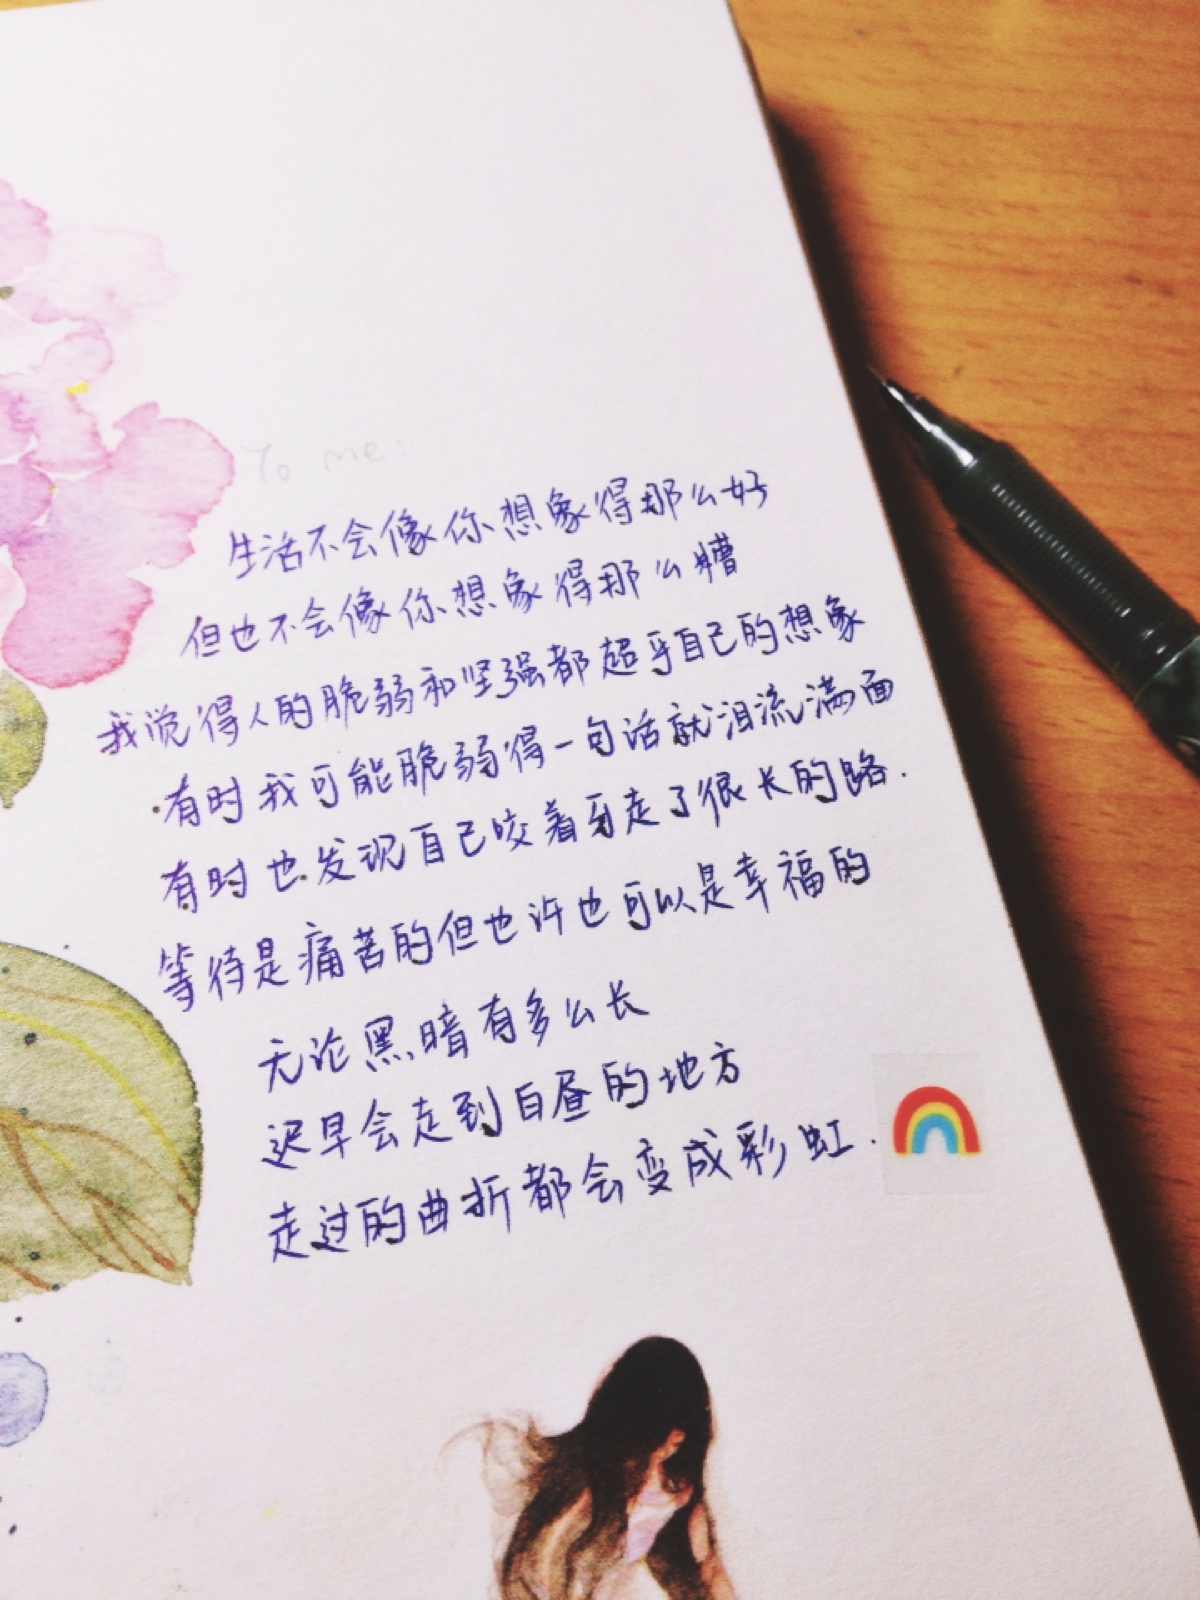 To me:
生活不会像你想象得那么好
但也不会像你想象得那么糟
我觉得人的脆弱和坚强都超乎自己的想象
有时我可能脆弱得一句话就泪流满面
有时也发现自己咬着牙走了很长的路.
等待是痛苦的但也许也可以是幸福的
无论黑暗有多么长
迟早会走到白昼的地方
走过的曲折都会变成彩虹.